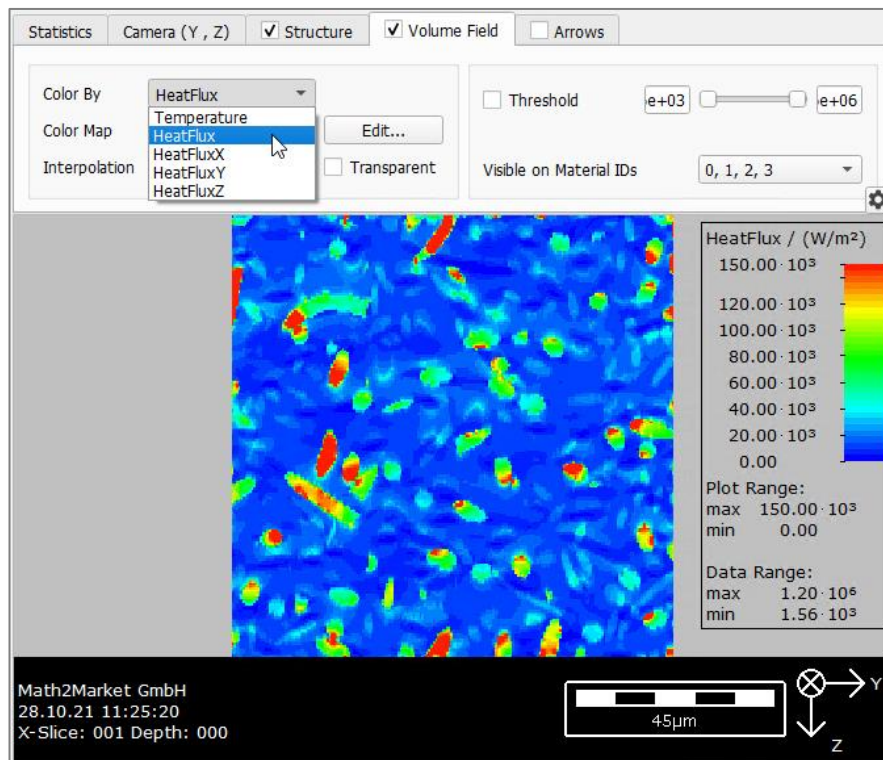 Statistics Camera (Y , Z) Structure Volume Field Arrows
Color By HeatFlux
Temperature
HeatFlux
HeatFluxX
HeatFluxY
HeatFluxZ
Color Map Edit...
Interpolation Transparent
Threshold e+03 e+06
Visible on Material IDs 0, 1, 2, 3
HeatFlux / (W/m²)
150.00·10³
120.00·10³
100.00·10³
80.00·10³
60.00·10³
40.00·10³
20.00·10³
0.00
Plot Range:
max 150.00·10³
min 0.00
Data Range:
max 1.20·10⁶
min 1.56·10³
Math2Market GmbH
28.10.21 11:25:20
X-Slice: 001 Depth: 000
45µm
Y
Z